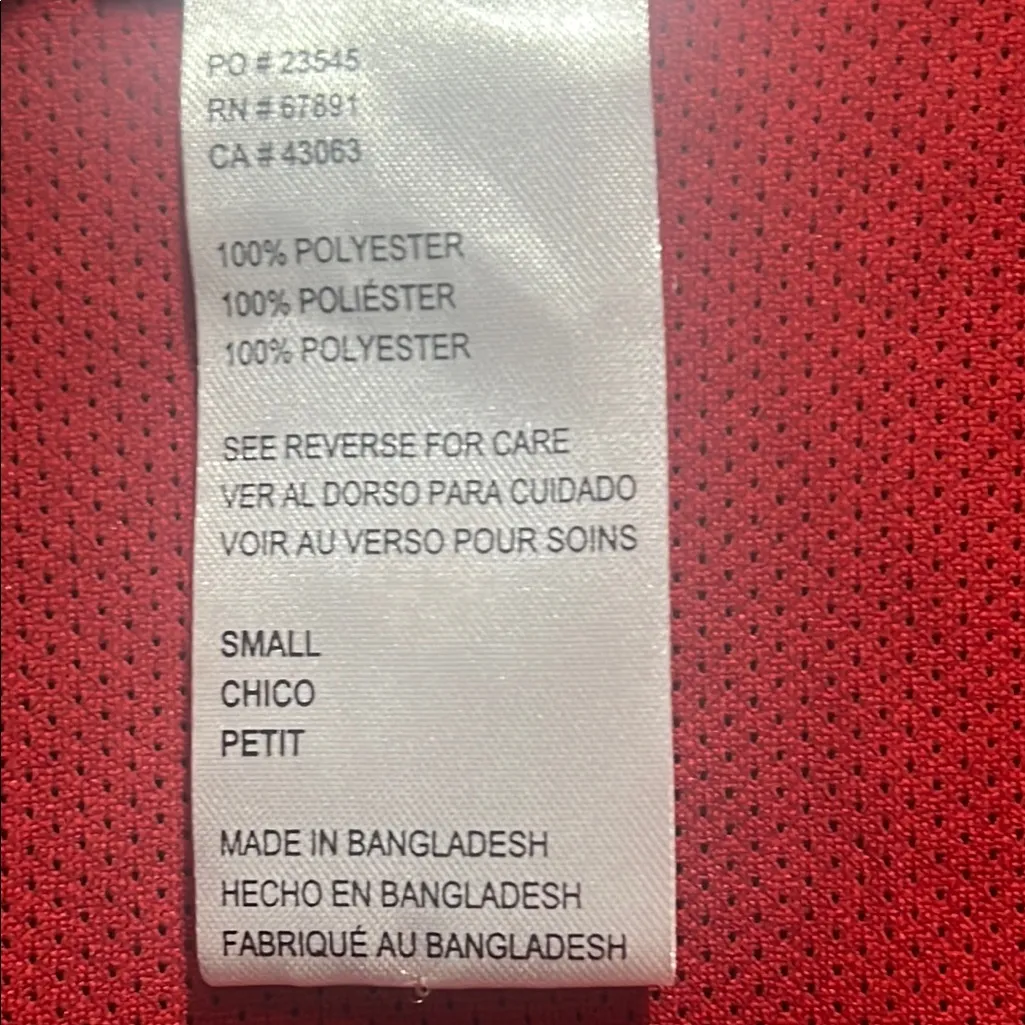 PO # 23545
RN # 67891
CA # 43063
100% POLYESTER
100% POLIÉSTER
100% POLYESTER
SEE REVERSE FOR CARE
VER AL DORSO PARA CUIDADO
VOIR AU VERSO POUR SOINS
SMALL
CHICO
PETIT
MADE IN BANGLADESH
HECHO EN BANGLADESH
FABRIQUÉ AU BANGLADESH